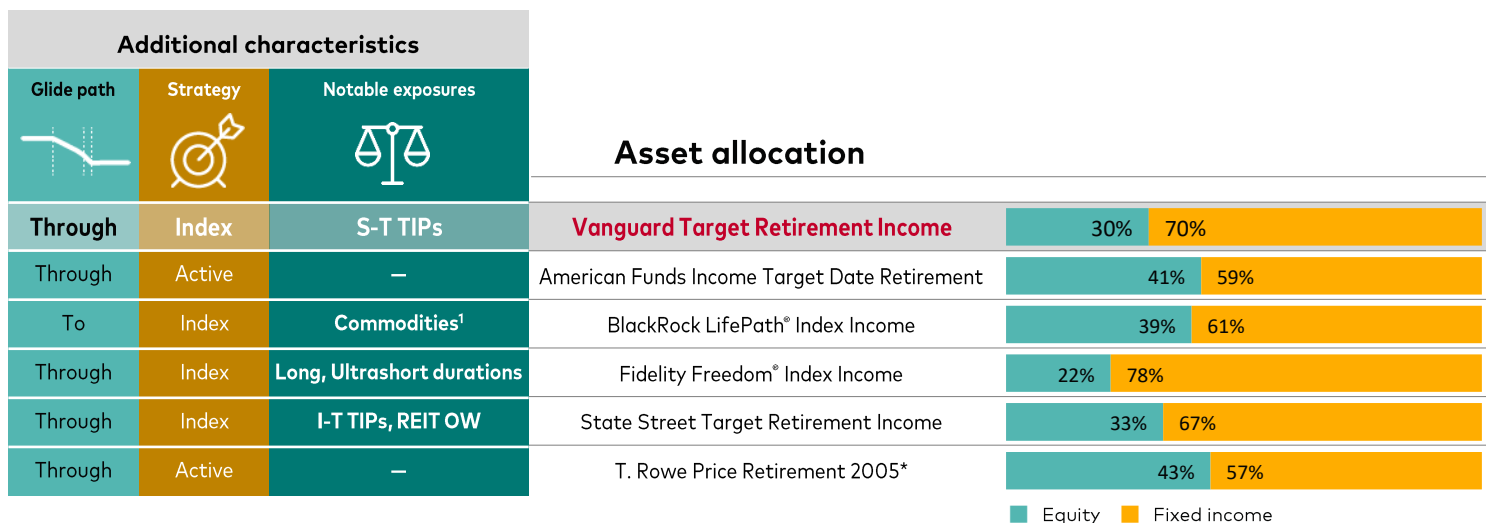 Additional characteristics
Glide path Strategy Notable exposures
Asset allocation
Through Index S-T TIPs Vanguard Target Retirement Income 30% 70%
Through Active — American Funds Income Target Date Retirement 41% 59%
To Index Commodities¹ BlackRock LifePath® Index Income 39% 61%
Through Index Long, Ultrashort durations Fidelity Freedom® Index Income 22% 78%
Through Index I-T TIPs, REIT OW State Street Target Retirement Income 33% 67%
Through Active — T. Rowe Price Retirement 2005* 43% 57%
Equity Fixed income